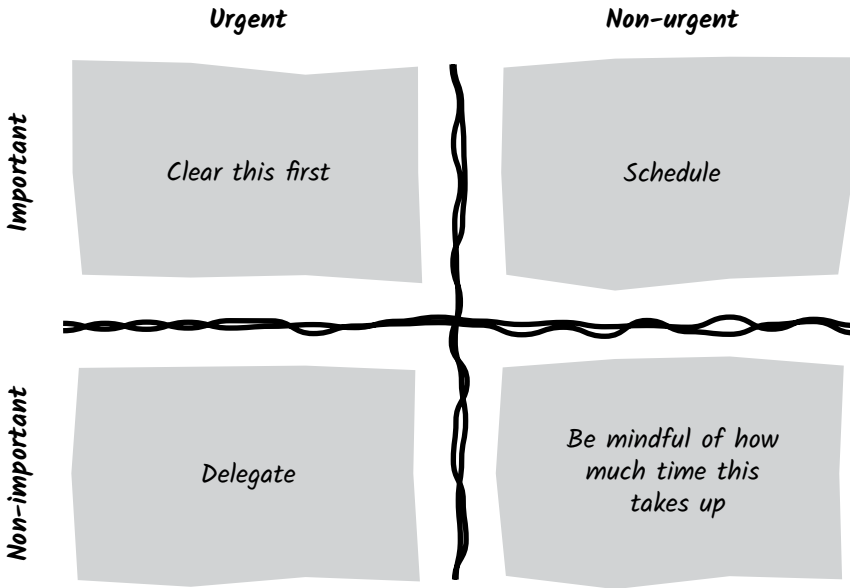 Urgent
Non-urgent
Important
Clear this first
Schedule
Non-important
Delegate
Be mindful of how
much time this
takes up